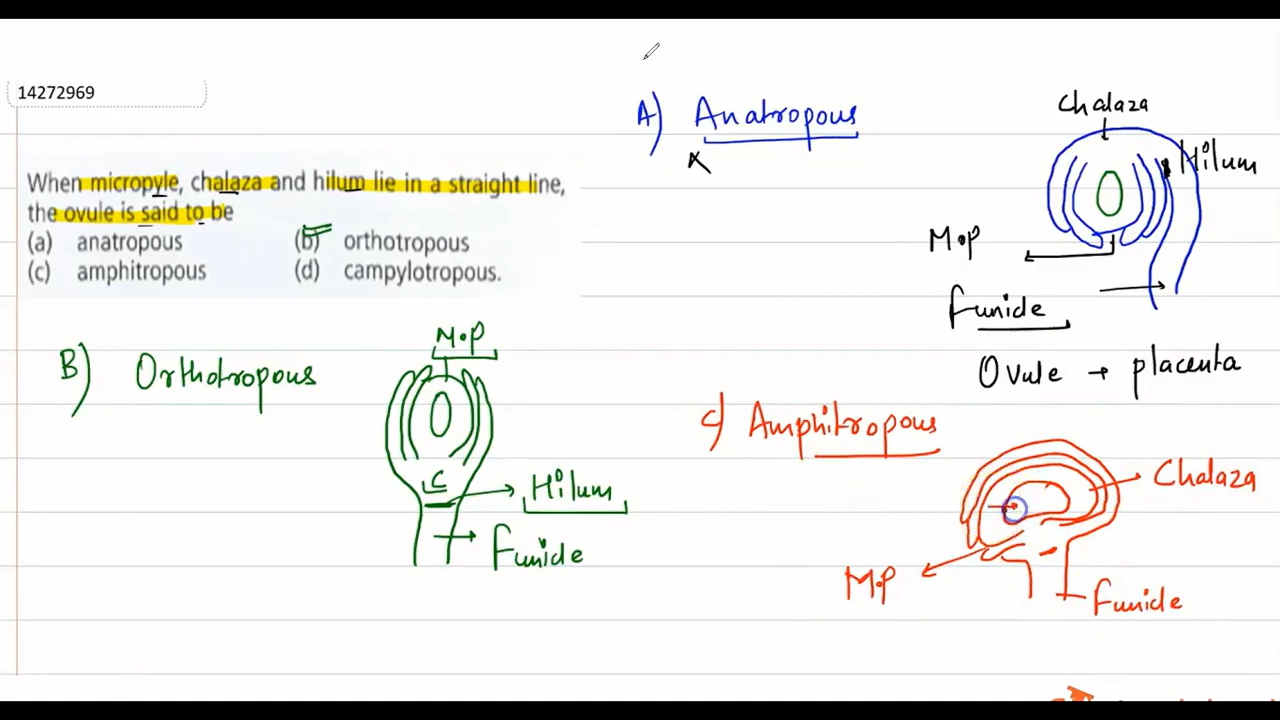 14272969
When micropyle, chalaza and hilum lie in a straight line,
the ovule is said to be
(a) anatropous (b) orthotropous
(c) amphitropous (d) campylotropous.
A) Anatropous
Chalaza
Hilum
M.P
Funicle
Ovule → placenta
B) Orthotropous
M.P
C
Hilum
Funicle
C) Amphitropous
Chalaza
M.P
Funicle